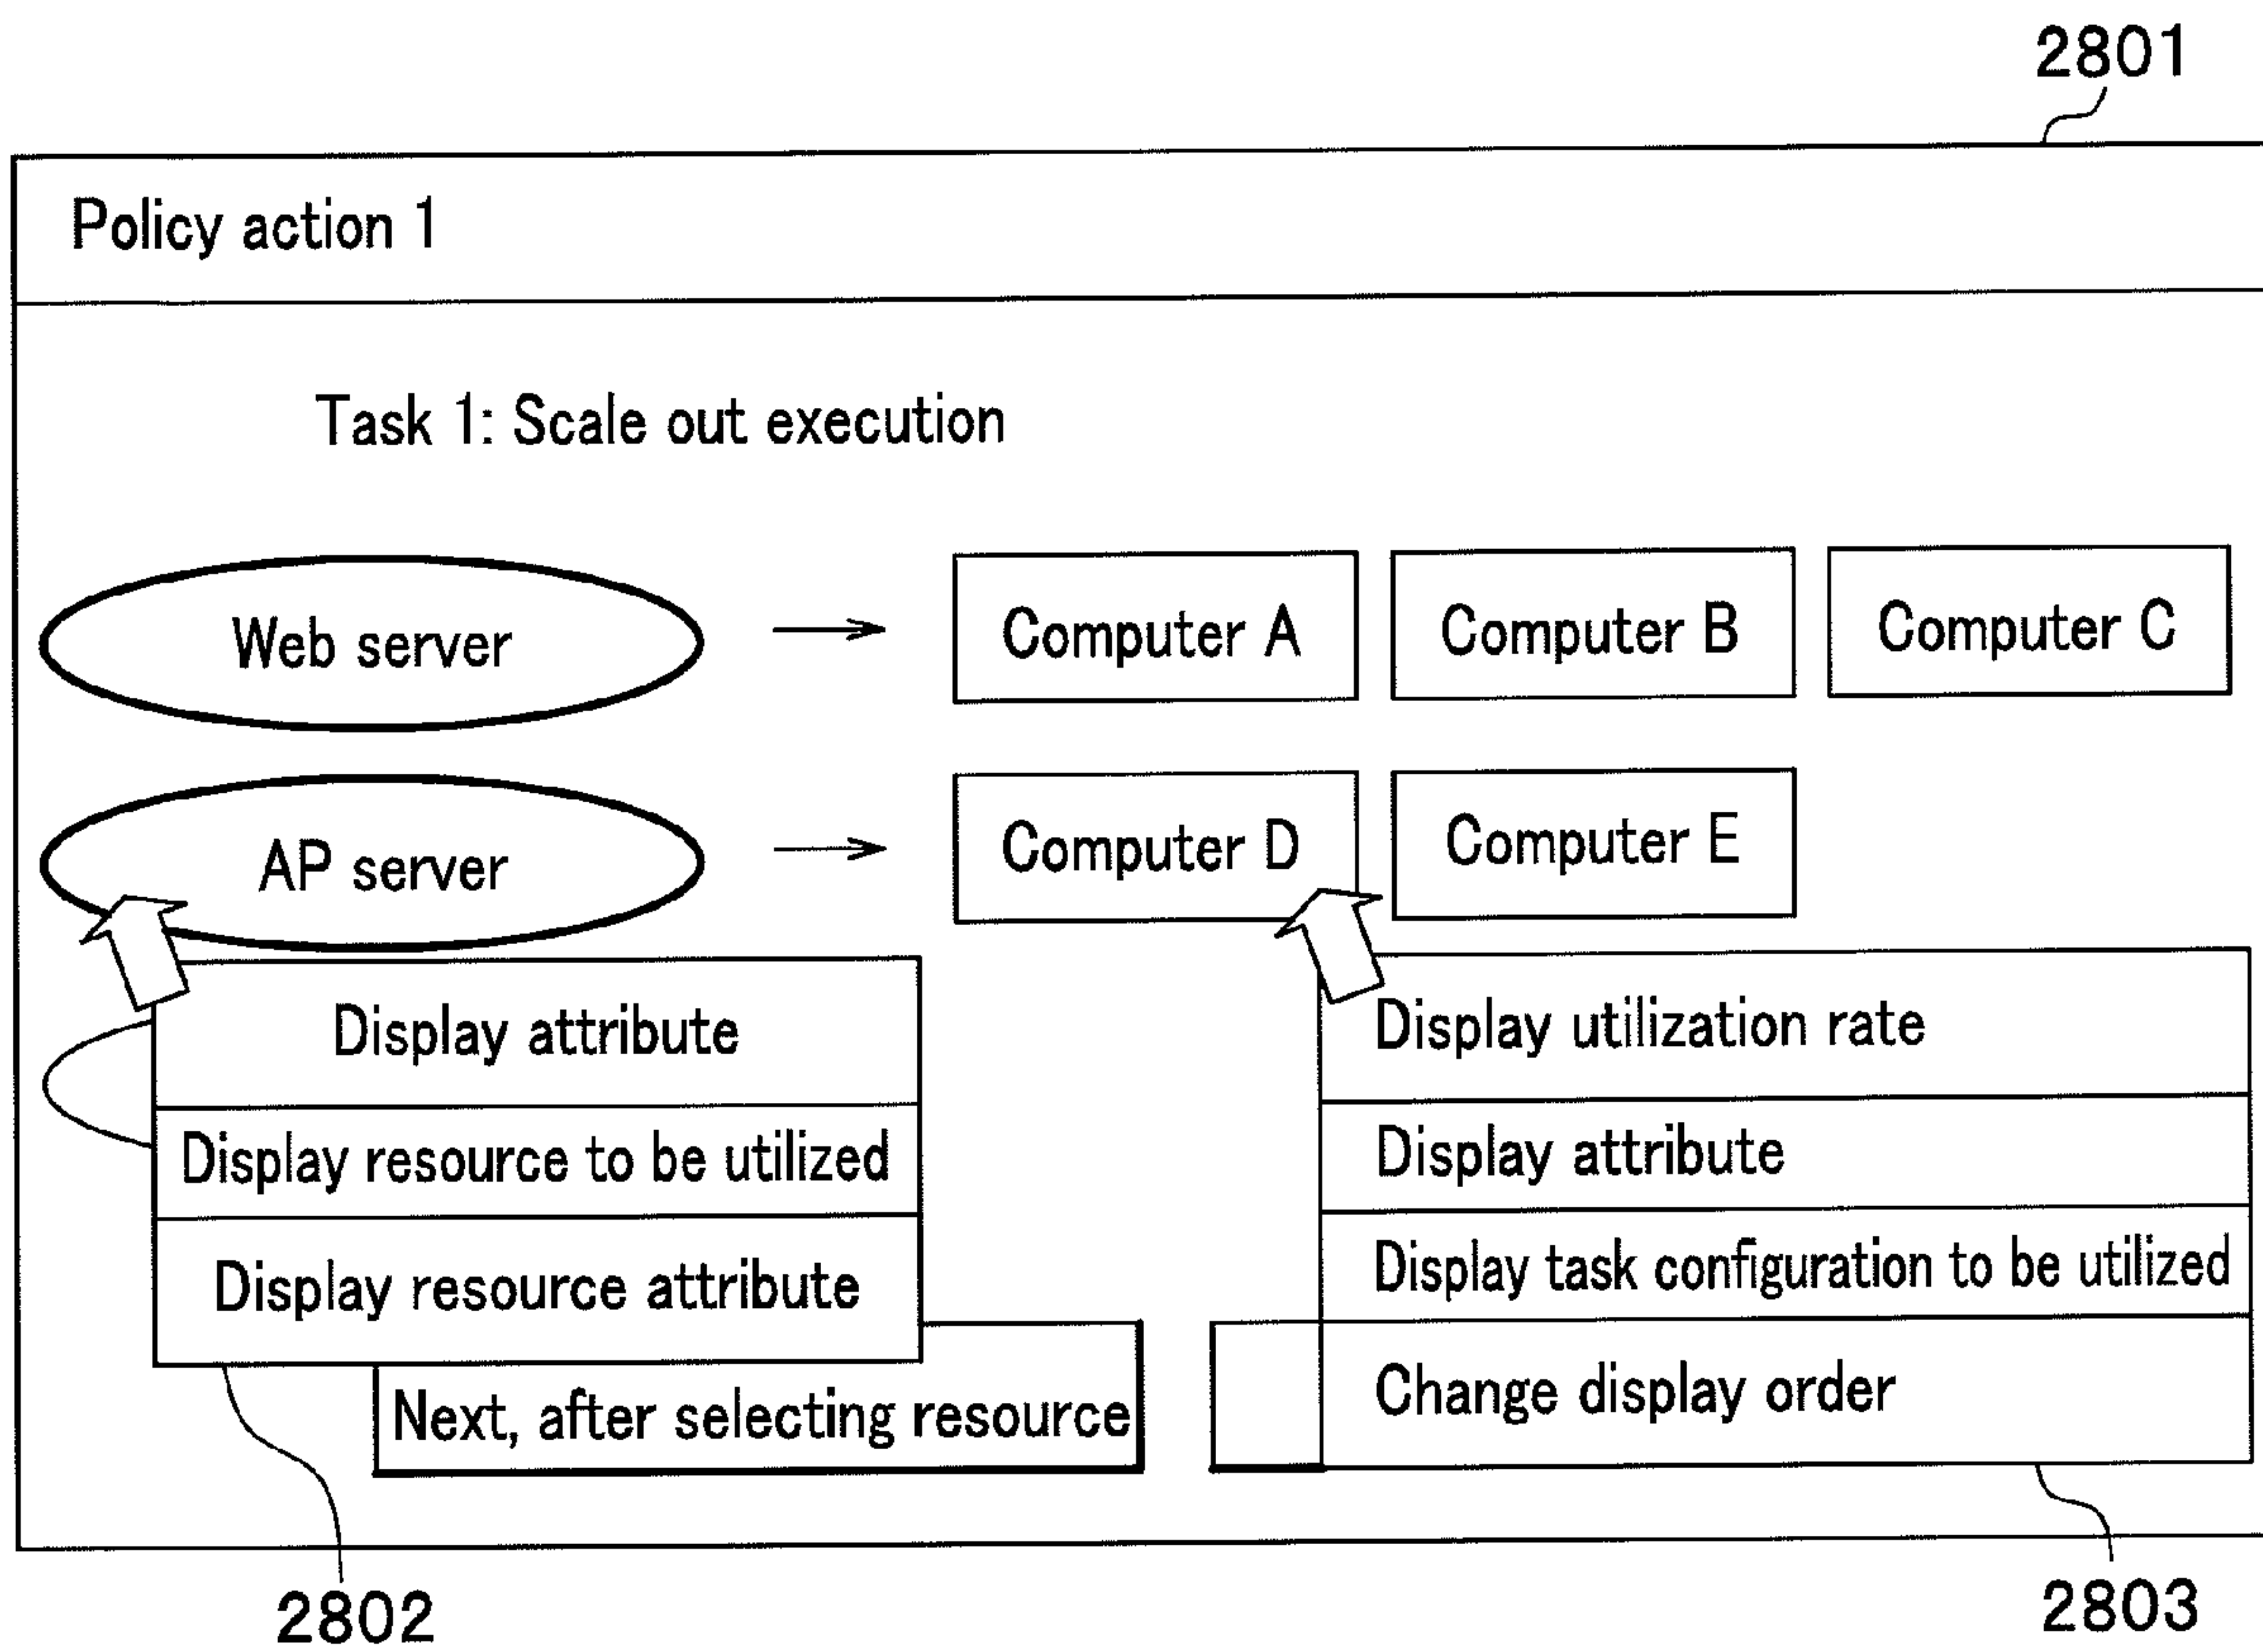 2801
Policy action 1
Task 1: Scale out execution
Web server
Computer A
Computer B
Computer C
AP server
Computer D
Computer E
Display attribute
Display resource to be utilized
Display resource attribute
Next, after selecting resource
Display utilization rate
Display attribute
Display task configuration to be utilized
Change display order
2802
2803